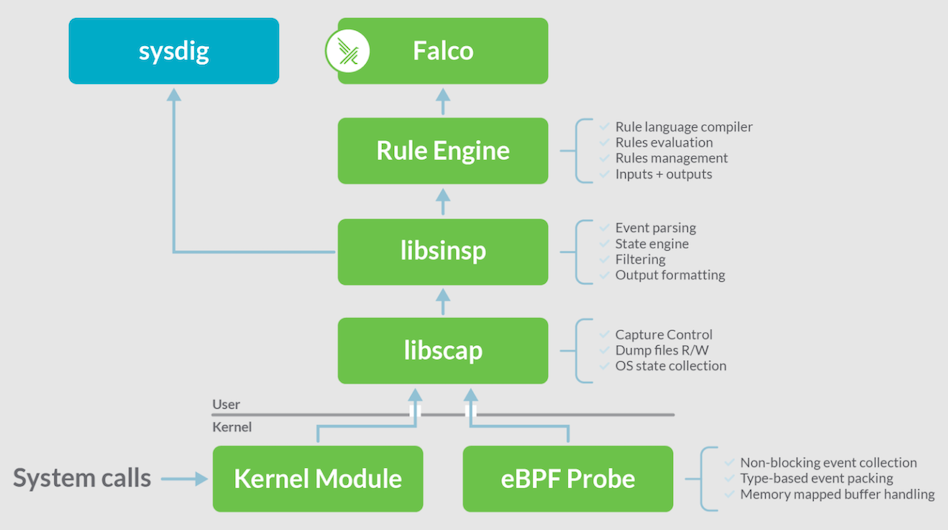 sysdig
Falco
Rule Engine
Rule language compiler
Rules evaluation
Rules management
Inputs + outputs
libsinsp
Event parsing
State engine
Filtering
Output formatting
libscap
Capture Control
Dump files R/W
OS state collection
User
Kernel
System calls
Kernel Module
eBPF Probe
Non-blocking event collection
Type-based event packing
Memory mapped buffer handling